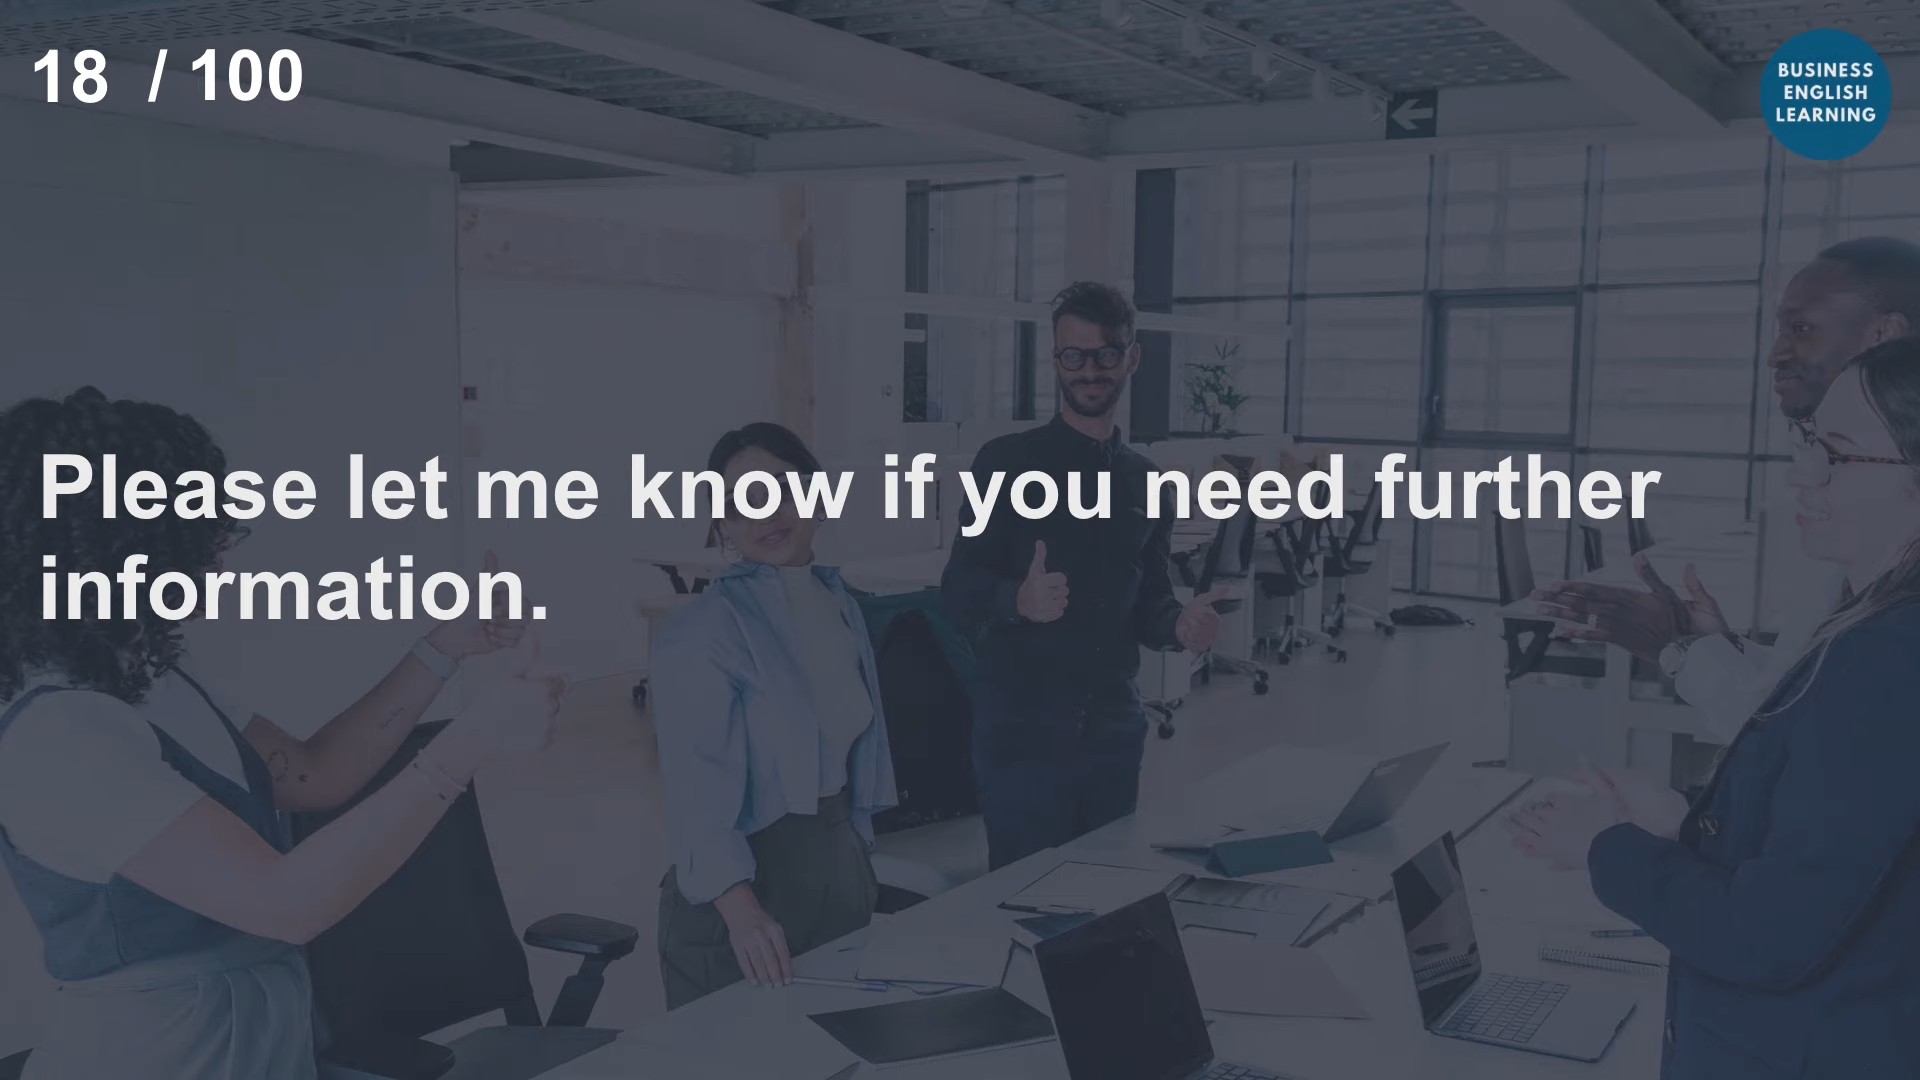 18 / 100
BUSINESS
ENGLISH
LEARNING
Please let me know if you need further
information.